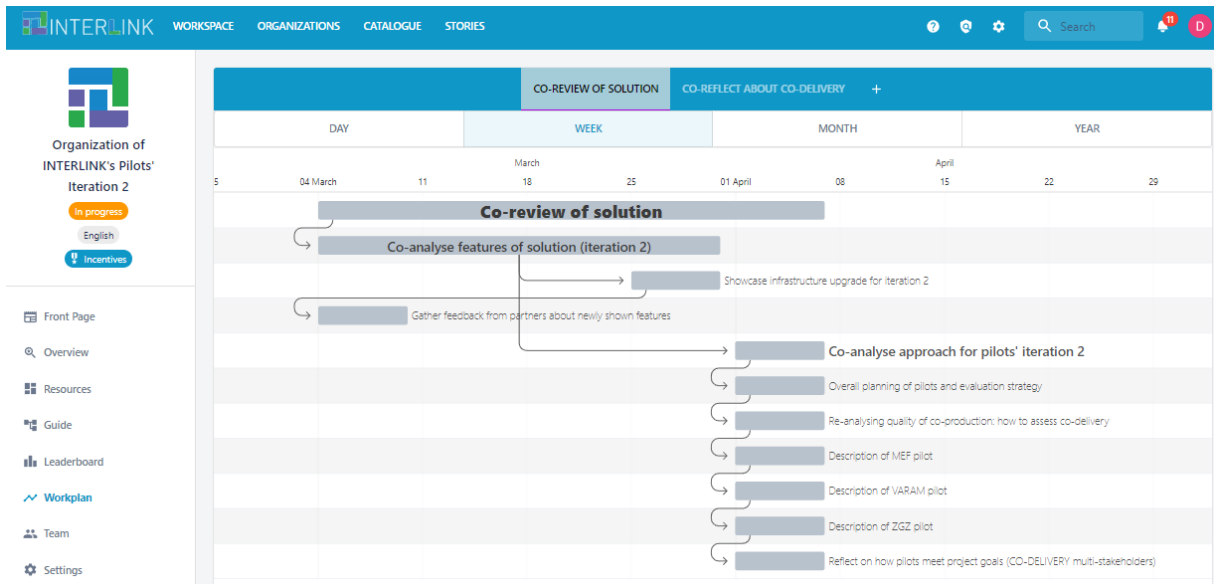 INTERLINK WORKSPACE ORGANIZATIONS CATALOGUE STORIES Search 11 D
Organization of
INTERLINK's Pilots'
Iteration 2
In progress
English
Incentives
Front Page
Overview
Resources
Guide
Leaderboard
Workplan
Team
Settings
CO-REVIEW OF SOLUTION CO-REFLECT ABOUT CO-DELIVERY +
DAY WEEK MONTH YEAR
March April
5 04 March 11 18 25 01 April 08 15 22 29
Co-review of solution
Co-analyse features of solution (iteration 2)
Showcase infrastructure upgrade for iteration 2
Gather feedback from partners about newly shown features
Co-analyse approach for pilots' iteration 2
Overall planning of pilots and evaluation strategy
Re-analysing quality of co-production: how to assess co-delivery
Description of MEF pilot
Description of VARAM pilot
Description of ZGZ pilot
Reflect on how pilots meet project goals (CO-DELIVERY multi-stakeholders)